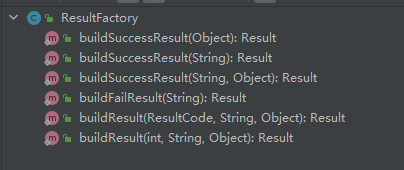 ResultFactory
buildSuccessResult(Object): Result
buildSuccessResult(String): Result
buildSuccessResult(String, Object): Result
buildFailResult(String): Result
buildResult(ResultCode, String, Object): Result
buildResult(int, String, Object): Result